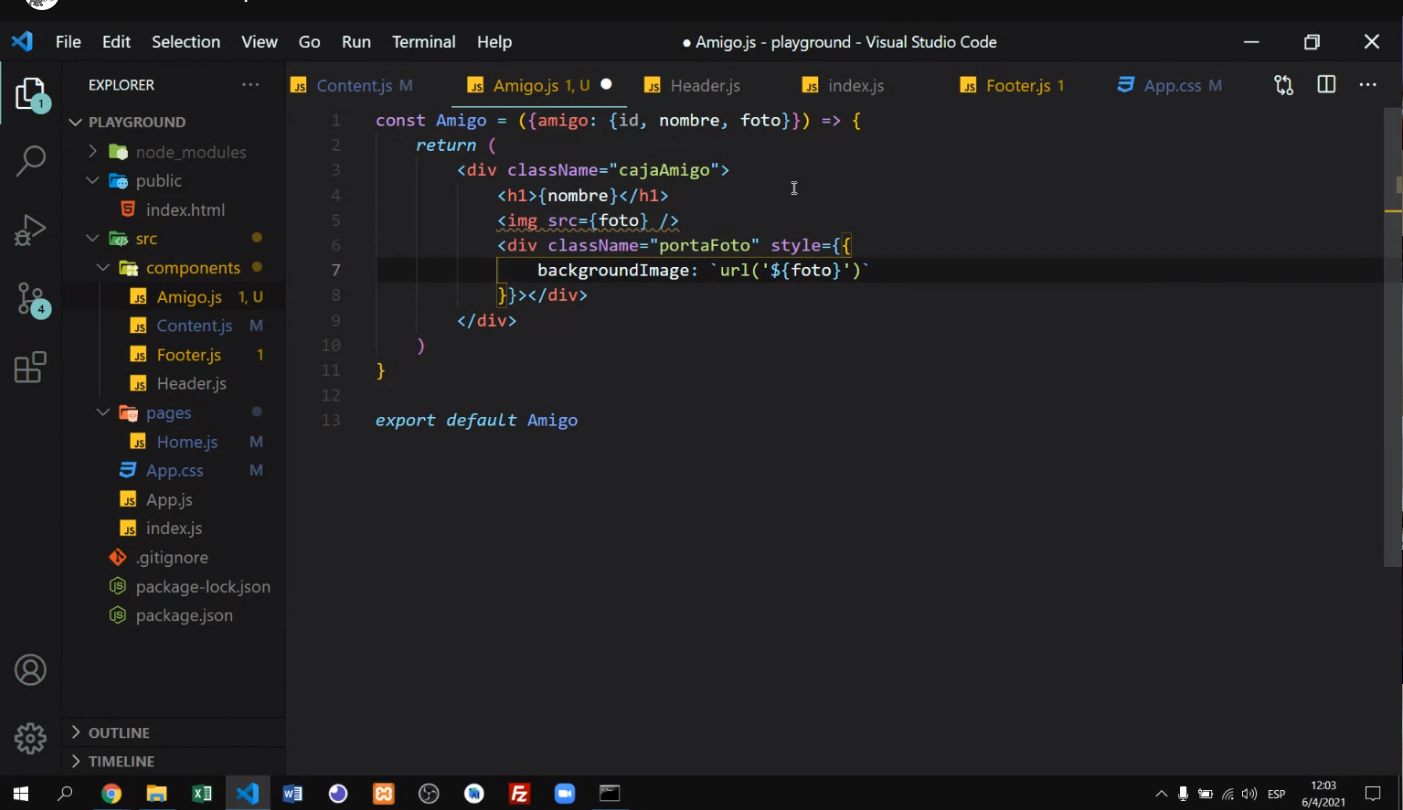 File Edit Selection View Go Run Terminal Help ● Amigo.js - playground - Visual Studio Code
EXPLORER ···
Content.js M Amigo.js 1, U ● Header.js index.js Footer.js 1 App.css M ···
PLAYGROUND
node_modules
public
index.html
src
components
Amigo.js 1, U
Content.js M
Footer.js 1
Header.js
pages
Home.js M
App.css M
App.js
index.js
.gitignore
package-lock.json
package.json
OUTLINE
TIMELINE
1
4
1 const Amigo = ({amigo: {id, nombre, foto}}) => {
2 return (
3 <div className="cajaAmigo">
4 <h1>{nombre}</h1>
5 <img src={foto} />
6 <div className="portaFoto" style={{
7 backgroundImage: `url('${foto}')`
8 }}></div>
9 </div>
10 )
11 }
12
13 export default Amigo
ESP
12:03
6/4/2021